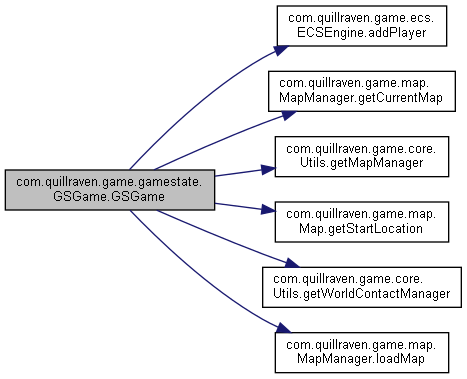 com.quillraven.game.gamestate.
GSGame.GSGame
com.quillraven.game.ecs.
ECSEngine.addPlayer
com.quillraven.game.map.
MapManager.getCurrentMap
com.quillraven.game.core.
Utils.getMapManager
com.quillraven.game.map.
Map.getStartLocation
com.quillraven.game.core.
Utils.getWorldContactManager
com.quillraven.game.map.
MapManager.loadMap